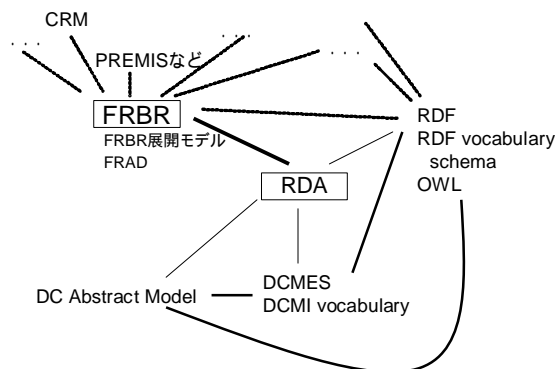 CRM
...
...
...
PREMISなど
FRBR
FRBR展開モデル
FRAD
RDF
RDF vocabulary
schema
OWL
RDA
DC Abstract Model
DCMES
DCMI vocabulary